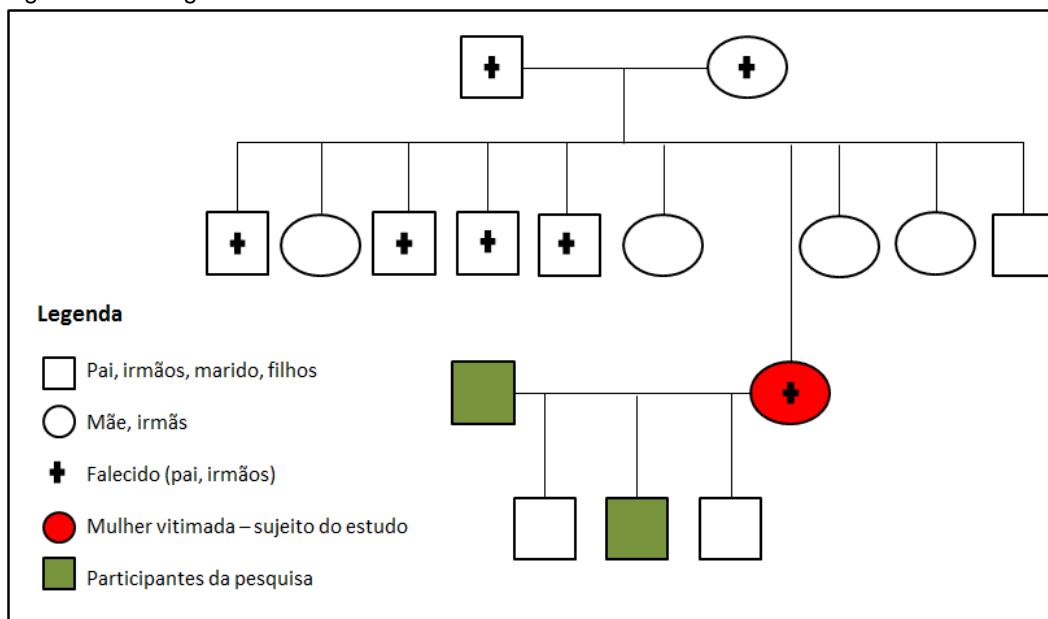 Legenda
Pai, irmãos, marido, filhos
Mãe, irmãs
Falecido (pai, irmãos)
Mulher vitimada – sujeito do estudo
Participantes da pesquisa